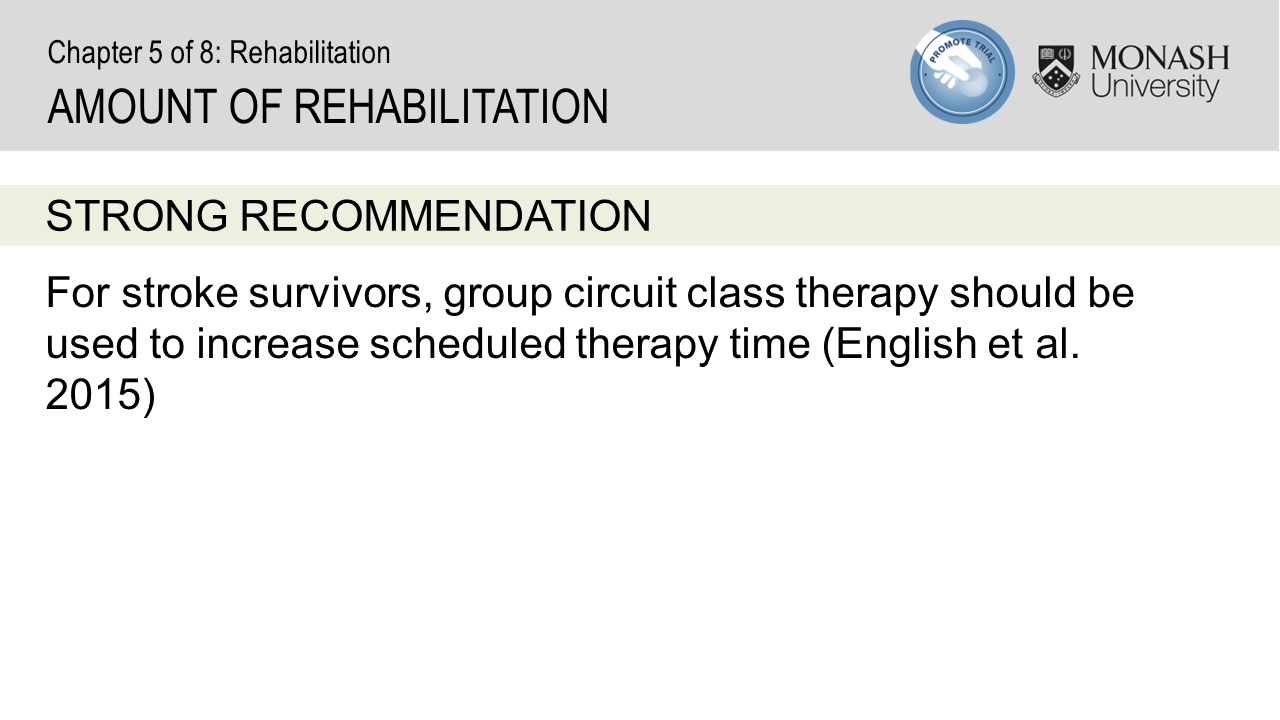 Chapter 5 of 8: Rehabilitation
AMOUNT OF REHABILITATION
PROMOTE TRIAL
MONASH
University
STRONG RECOMMENDATION
For stroke survivors, group circuit class therapy should be
used to increase scheduled therapy time (English et al.
2015)